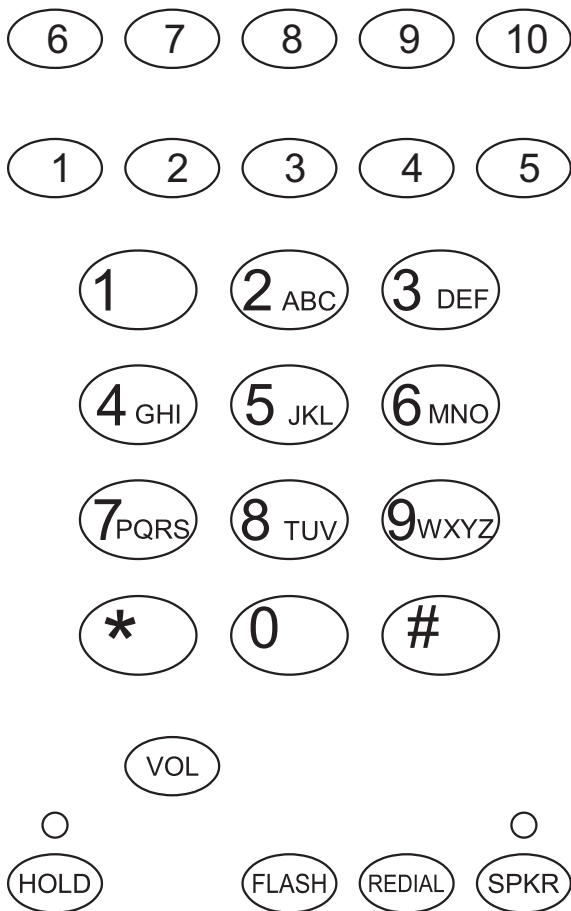 6 7 8 9 10
1 2 3 4 5
1 2 ABC 3 DEF
4 GHI 5 JKL 6 MNO
7 PQRS 8 TUV 9 WXYZ
* 0 #
VOL
HOLD FLASH REDIAL SPKR